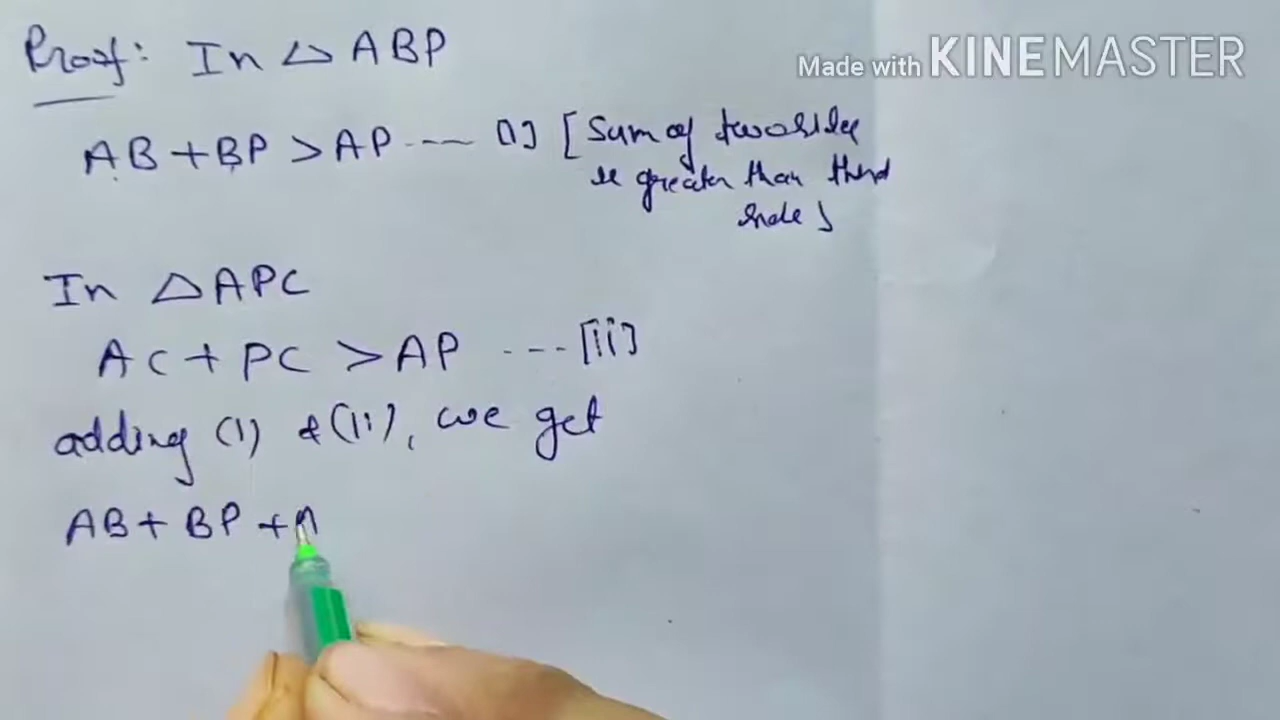 Proof: In △ ABP
Made with KINEMASTER
AB + BP > AP ---- [i] [Sum of two side
is greater than third
side]
In △APC
AC + PC > AP ---- [ii]
adding (i) & (ii), we get
AB + BP + A